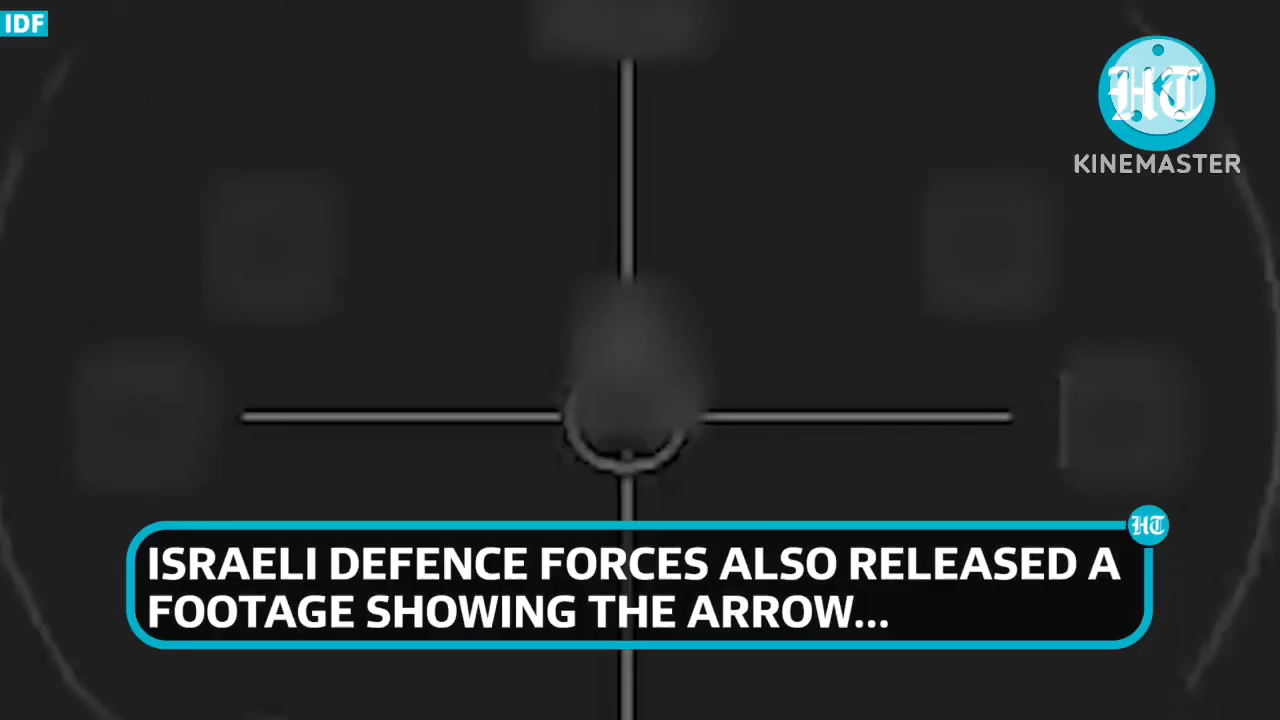 IDF
HT
KINEMASTER
HT
ISRAELI DEFENCE FORCES ALSO RELEASED A
FOOTAGE SHOWING THE ARROW...